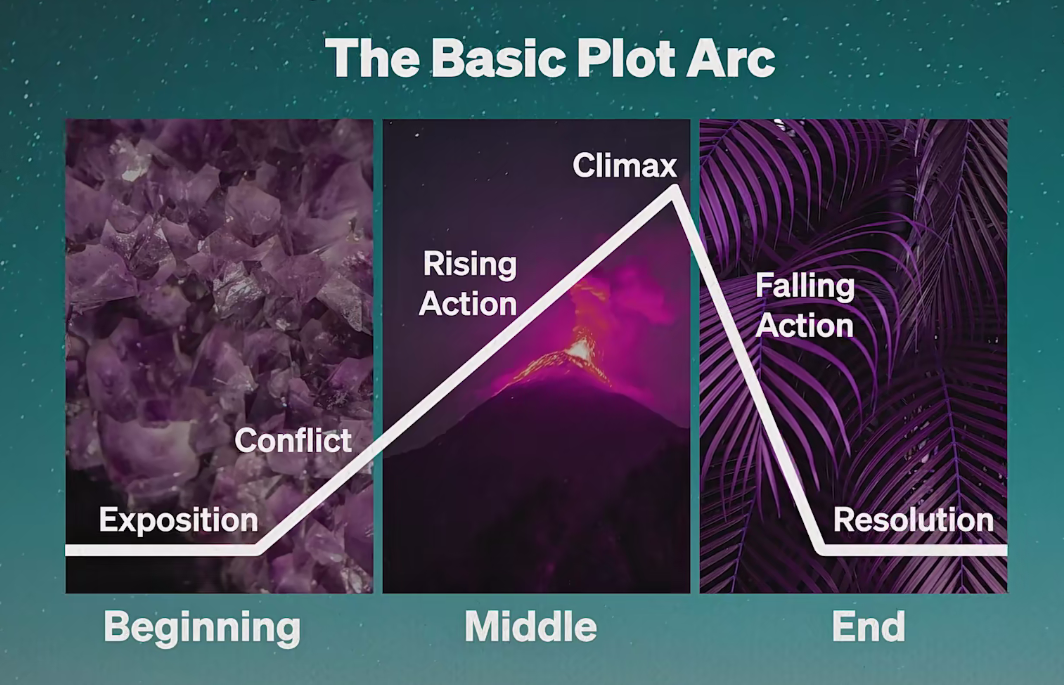 The Basic Plot Arc
Climax
Rising
Action
Falling
Action
Conflict
Exposition
Resolution
Beginning
Middle
End